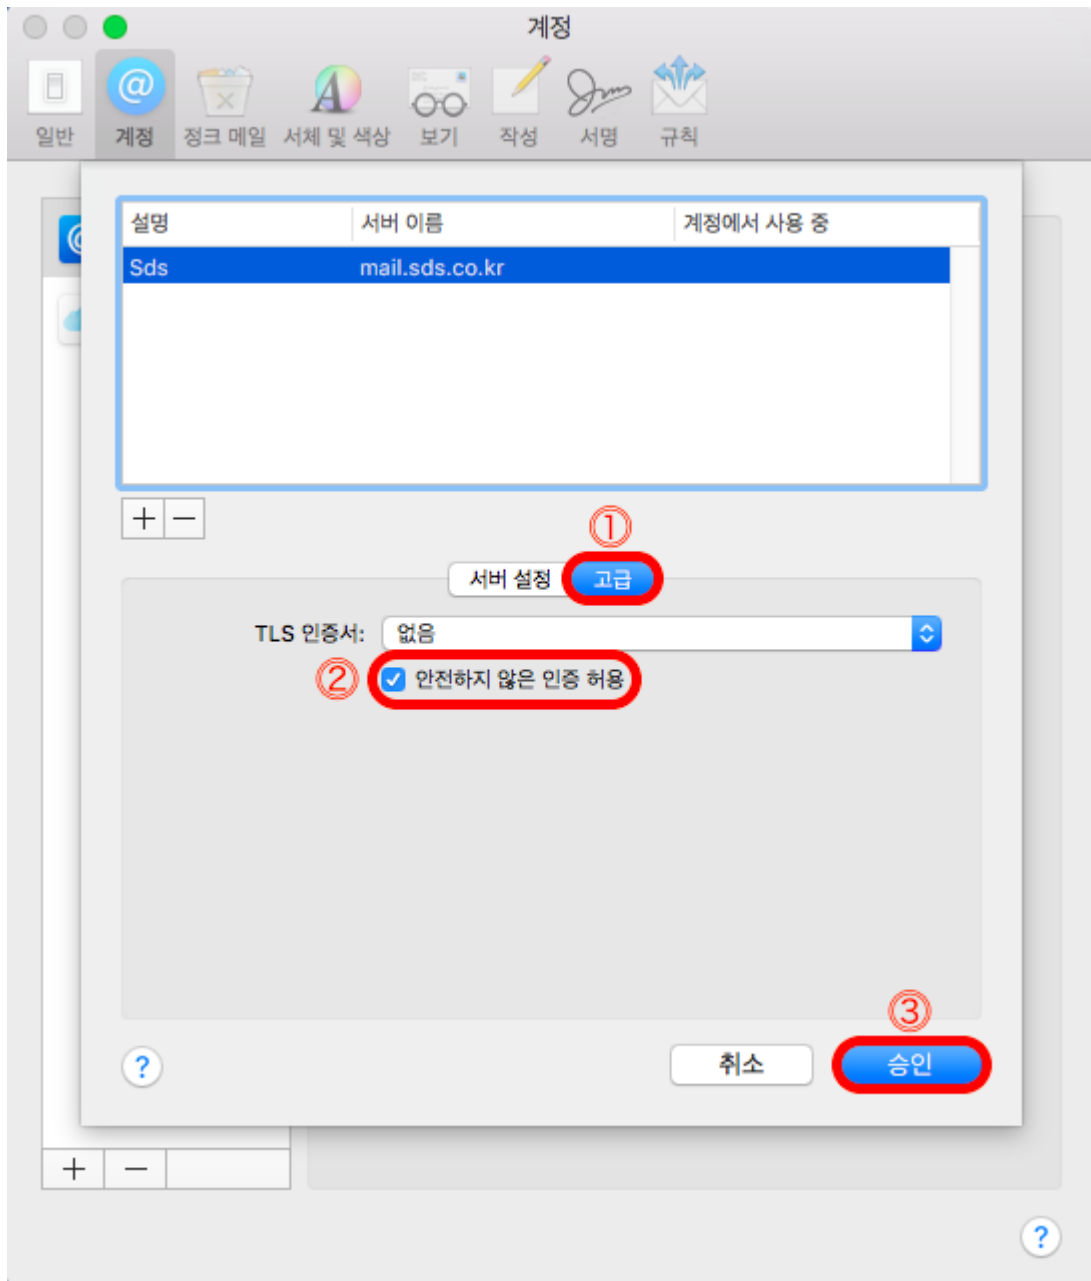 계정
일반 계정 정크 메일 서체 및 색상 보기 작성 서명 규칙
설명 서버 이름 계정에서 사용 중
Sds mail.sds.co.kr
①
서버 설정 고급
TLS 인증서: 없음
② 안전하지 않은 인증 허용
③
? 취소 승인
?